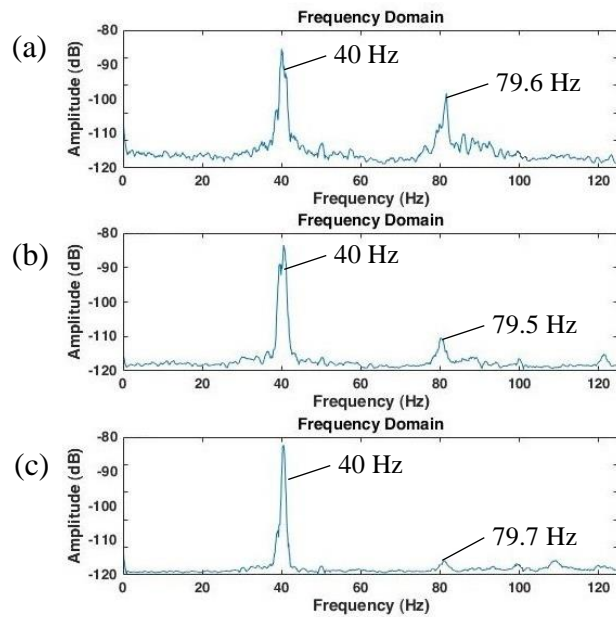 Frequency Domain
(a)
Amplitude (dB)
-80
-90
-100
-110
-120
40 Hz
79.6 Hz
0 20 40 60 80 100 120
Frequency (Hz)
Frequency Domain
(b)
Amplitude (dB)
-80
-90
-100
-110
-120
40 Hz
79.5 Hz
0 20 40 60 80 100 120
Frequency (Hz)
Frequency Domain
(c)
Amplitude (dB)
-80
-90
-100
-110
-120
40 Hz
79.7 Hz
0 20 40 60 80 100 120
Frequency (Hz)